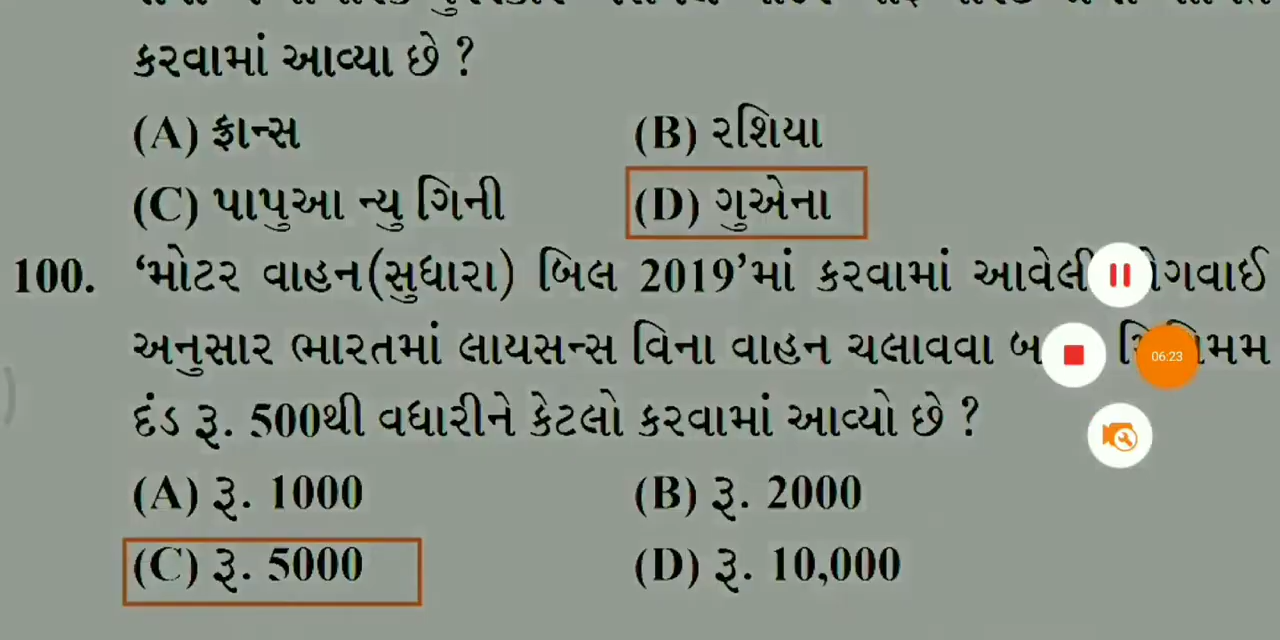 કરવામાં આવ્યા છે ?
(A) ફ્રાન્સ (B) રશિયા
(C) પાપુઆ ન્યુ ગિની (D) ગુએના
100. ‘મોટર વાહન(સુધારા) બિલ 2019’માં કરવામાં આવેલી
અનુસાર ભારતમાં લાયસન્સ વિના વાહન ચલાવવા 06:23
દંડ રૂ. 500થી વધારીને કેટલો કરવામાં આવ્યો છે ?
(A) રૂ. 1000 (B) રૂ. 2000
(C) રૂ. 5000 (D) રૂ. 10,000